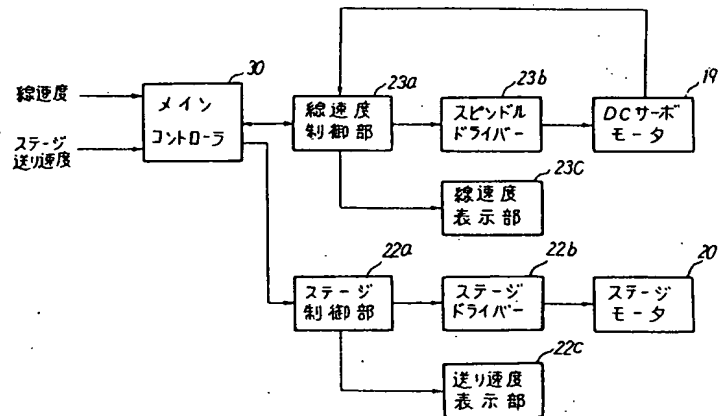 線速度
ステージ
送り速度
30
メイン
コントローラ
23a
線速度
制御部
23b
スピンドル
ドライバー
19
DCサーボ
モータ
23C
線速度
表示部
22a
ステージ
制御部
22b
ステージ
ドライバー
20
ステージ
モータ
22C
送り速度
表示部